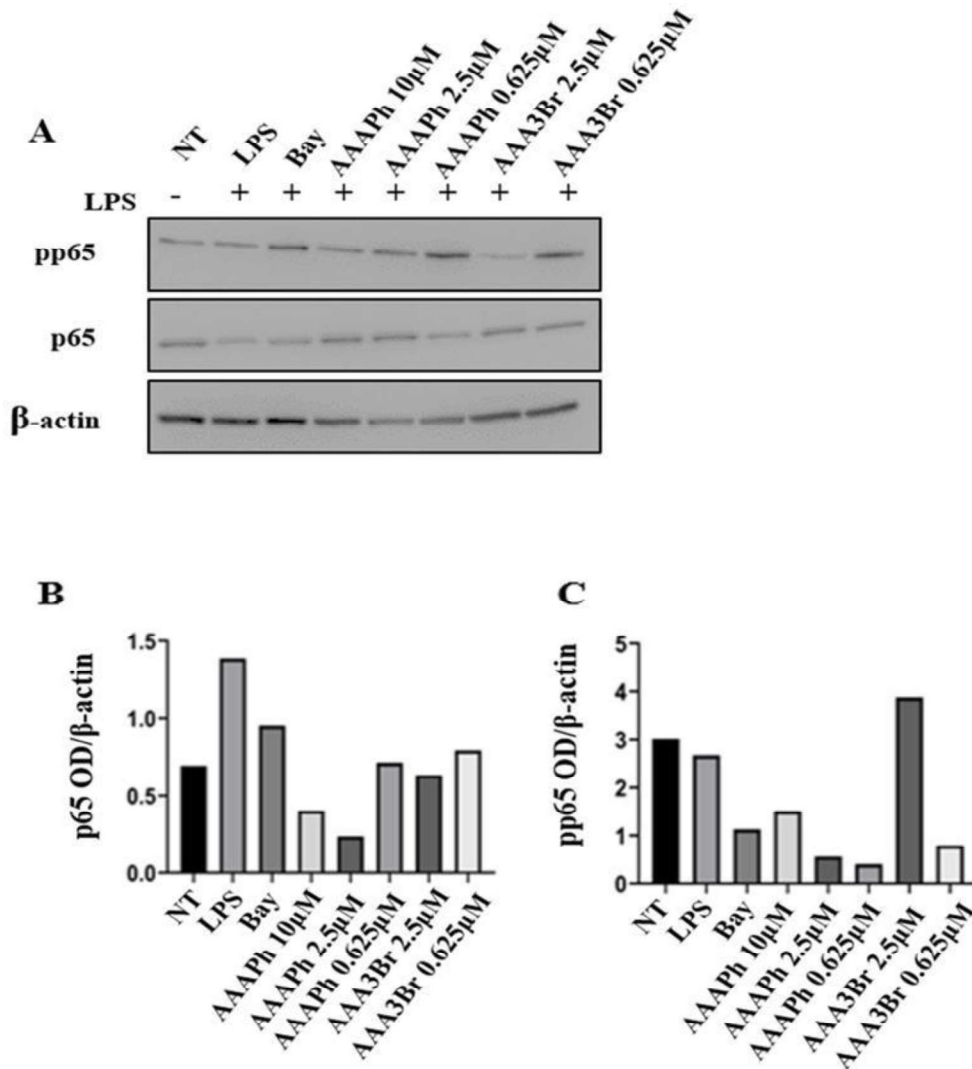 A
NT
LPS
Bay
AAAPh 10µM
AAAPh 2.5µM
AAAPh 0.625µM
AAA3Br 2.5µM
AAA3Br 0.625µM
LPS - + + + + + + +
pp65
p65
β-actin
B
p65 OD/β-actin
1.5
1.0
0.5
0.0
NT
LPS
Bay
AAAPh 10µM
AAAPh 2.5µM
AAAPh 0.625µM
AAA3Br 2.5µM
AAA3Br 0.625µM
C
pp65 OD/β-actin
5
4
3
2
1
0
NT
LPS
Bay
AAAPh 10µM
AAAPh 2.5µM
AAAPh 0.625µM
AAA3Br 2.5µM
AAA3Br 0.625µM